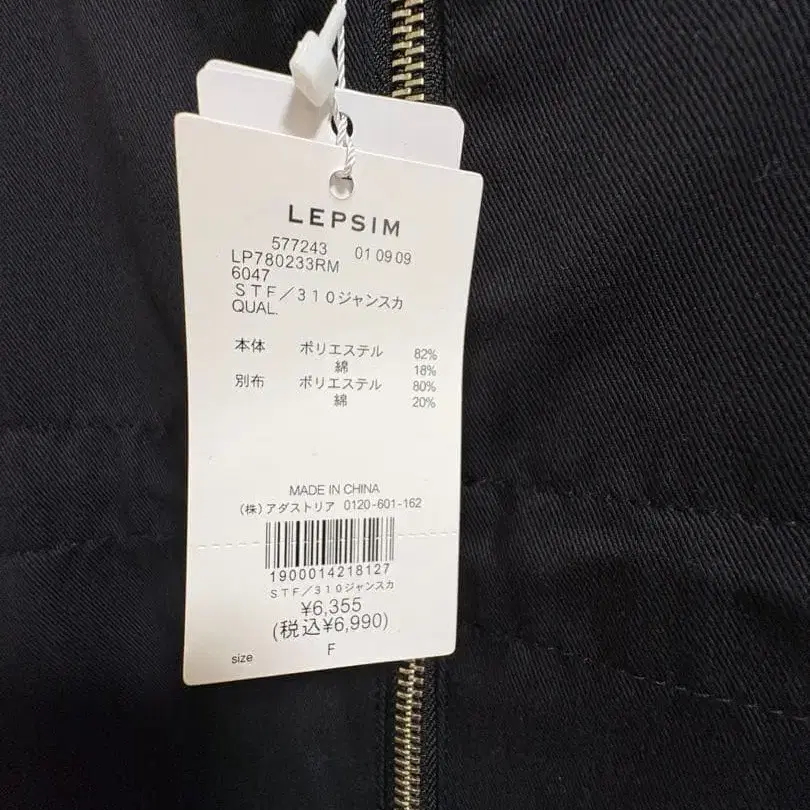 LEPSIM
577243 01 09 09
LP780233RM
6047
STF／310ジャンスカ
QUAL.
本体 ポリエステル 82%
綿 18%
別布 ポリエステル 80%
綿 20%
MADE IN CHINA
(株)アダストリア 0120-601-162
1900014218127
STF／310ジャンスカ
¥6,355
(税込¥6,990)
size F